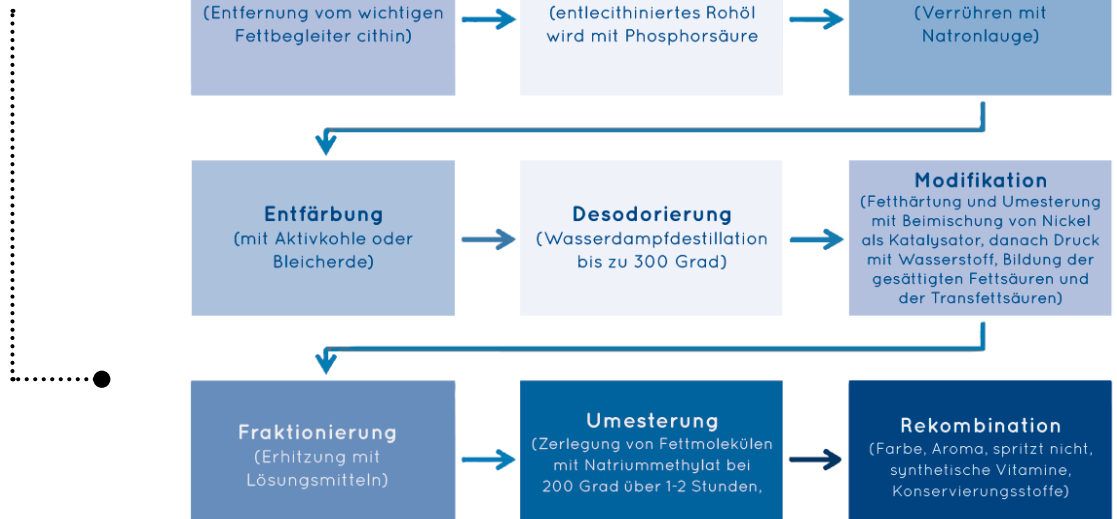 (Entfernung vom wichtigen
Fettbegleiter cithin)
(entlecithiniertes Rohöl
wird mit Phosphorsäure
(Verrühren mit
Natronlauge)
Entfärbung
(mit Aktivkohle oder
Bleicherde)
Desodorierung
(Wasserdampfdestillation
bis zu 300 Grad)
Modifikation
(Fetthärtung und Umesterung
mit Beimischung von Nickel
als Katalysator, danach Druck
mit Wasserstoff, Bildung der
gesättigten Fettsäuren und
der Transfettsäuren)
Fraktionierung
(Erhitzung mit
Lösungsmitteln)
Umesterung
(Zerlegung von Fettmolekülen
mit Natriummethylat bei
200 Grad über 1-2 Stunden,
Rekombination
(Farbe, Aroma, spritzt nicht,
synthetische Vitamine,
Konservierungsstoffe)